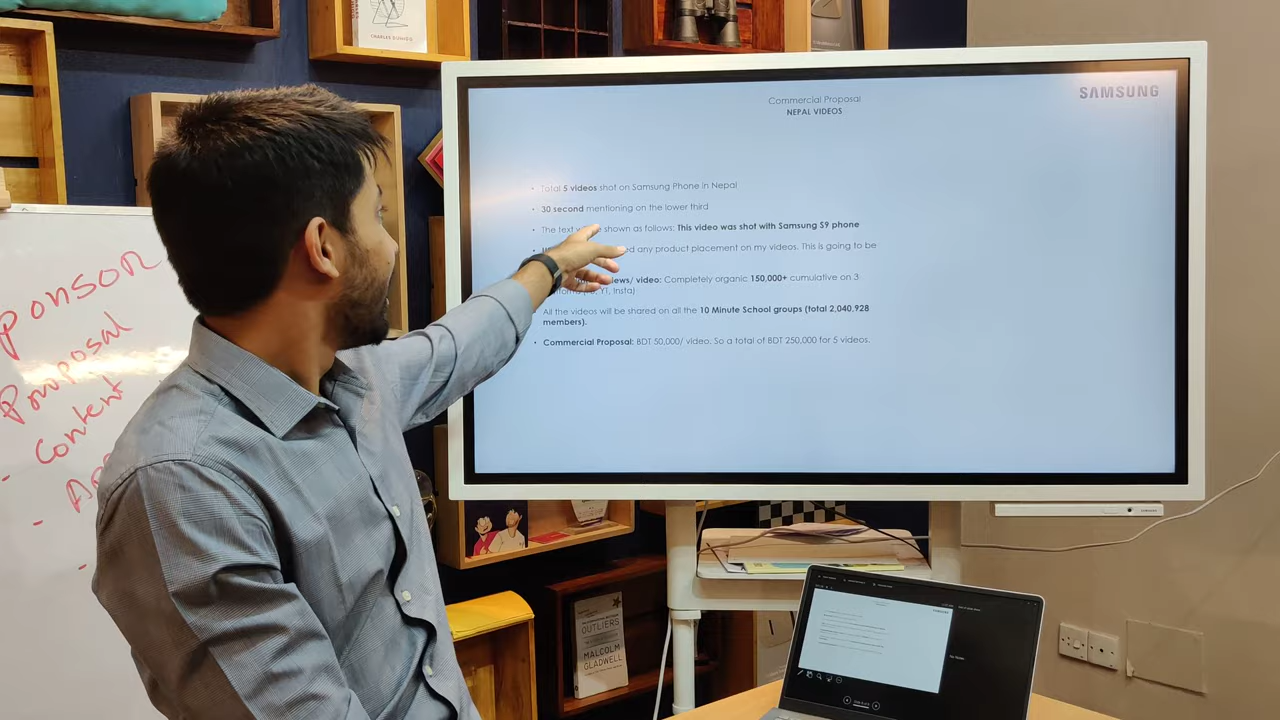 CHARLES DUHIGG
SAMSUNG
Commercial Proposal
NEPAL VIDEOS
• Total 5 videos shot on Samsung Phone in Nepal
• 30 second mentioning on the lower third
• The text shown as follows: This video was shot with Samsung S9 phone
any product placement on my videos. This is going to be
video: Completely organic 150,000+ cumulative on 3
Insta)
All the videos will be shared on all the 10 Minute School groups (total 2,040,928
members).
• Commercial Proposal: BDT 50,000/ video. So a total of BDT 250,000 for 5 videos.
Sponsor
Proposal
- Content
OUTLIERS
MALCOLM
GLADWELL